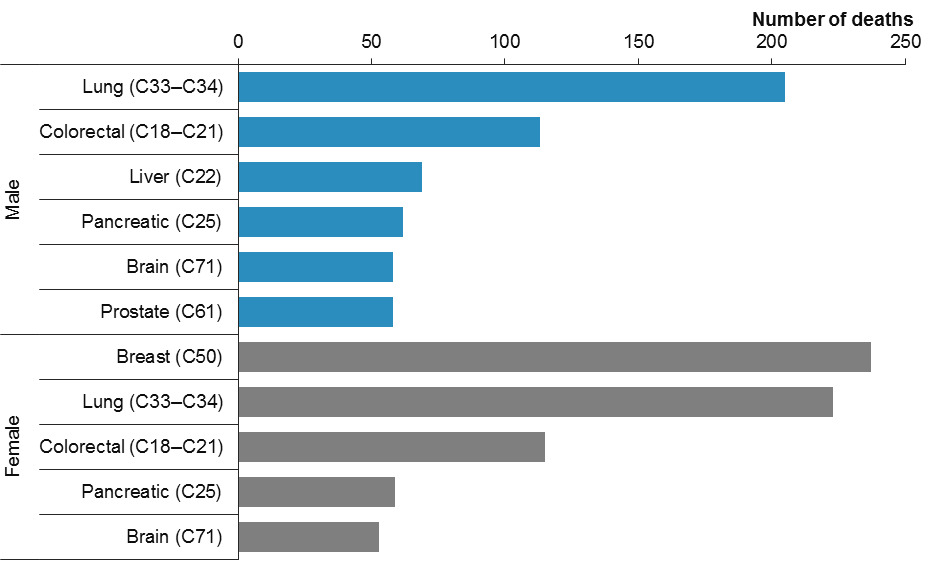 Number of deaths
0 50 100 150 200 250
Male
Lung (C33–C34)
Colorectal (C18–C21)
Liver (C22)
Pancreatic (C25)
Brain (C71)
Prostate (C61)
Female
Breast (C50)
Lung (C33–C34)
Colorectal (C18–C21)
Pancreatic (C25)
Brain (C71)